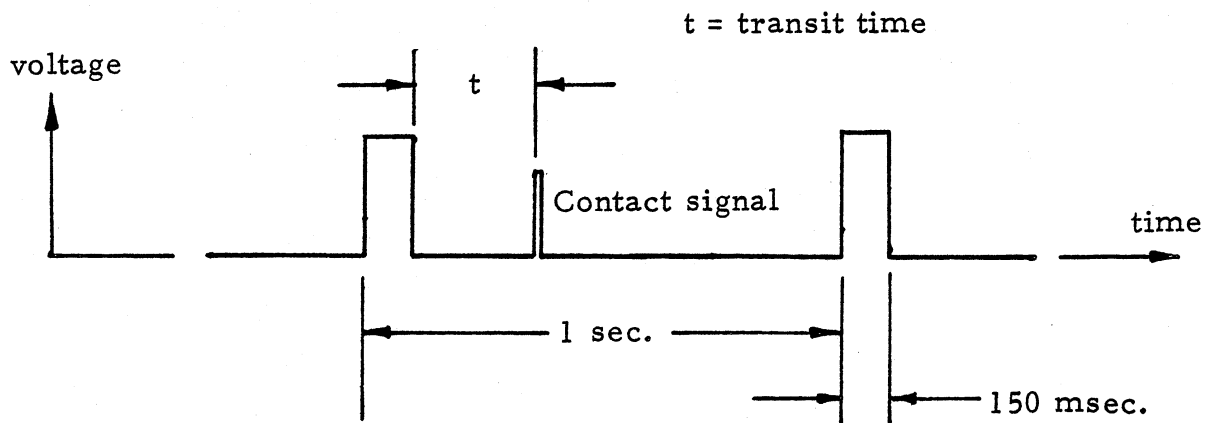 t = transit time
voltage
t
Contact signal
time
1 sec.
150 msec.